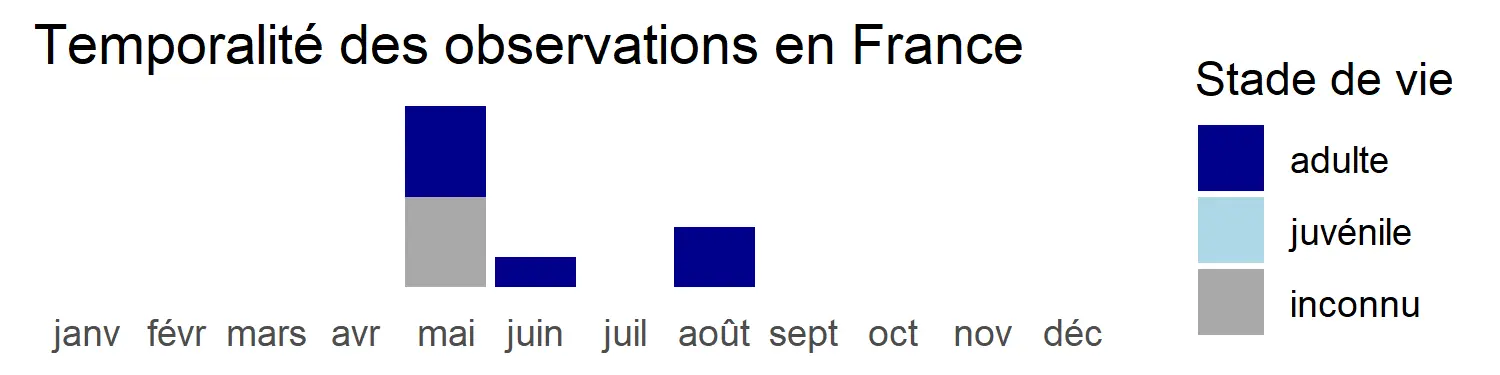 Temporalité des observations en France
janv févr mars avr mai juin juil août sept oct nov déc
Stade de vie
adulte
juvénile
inconnu